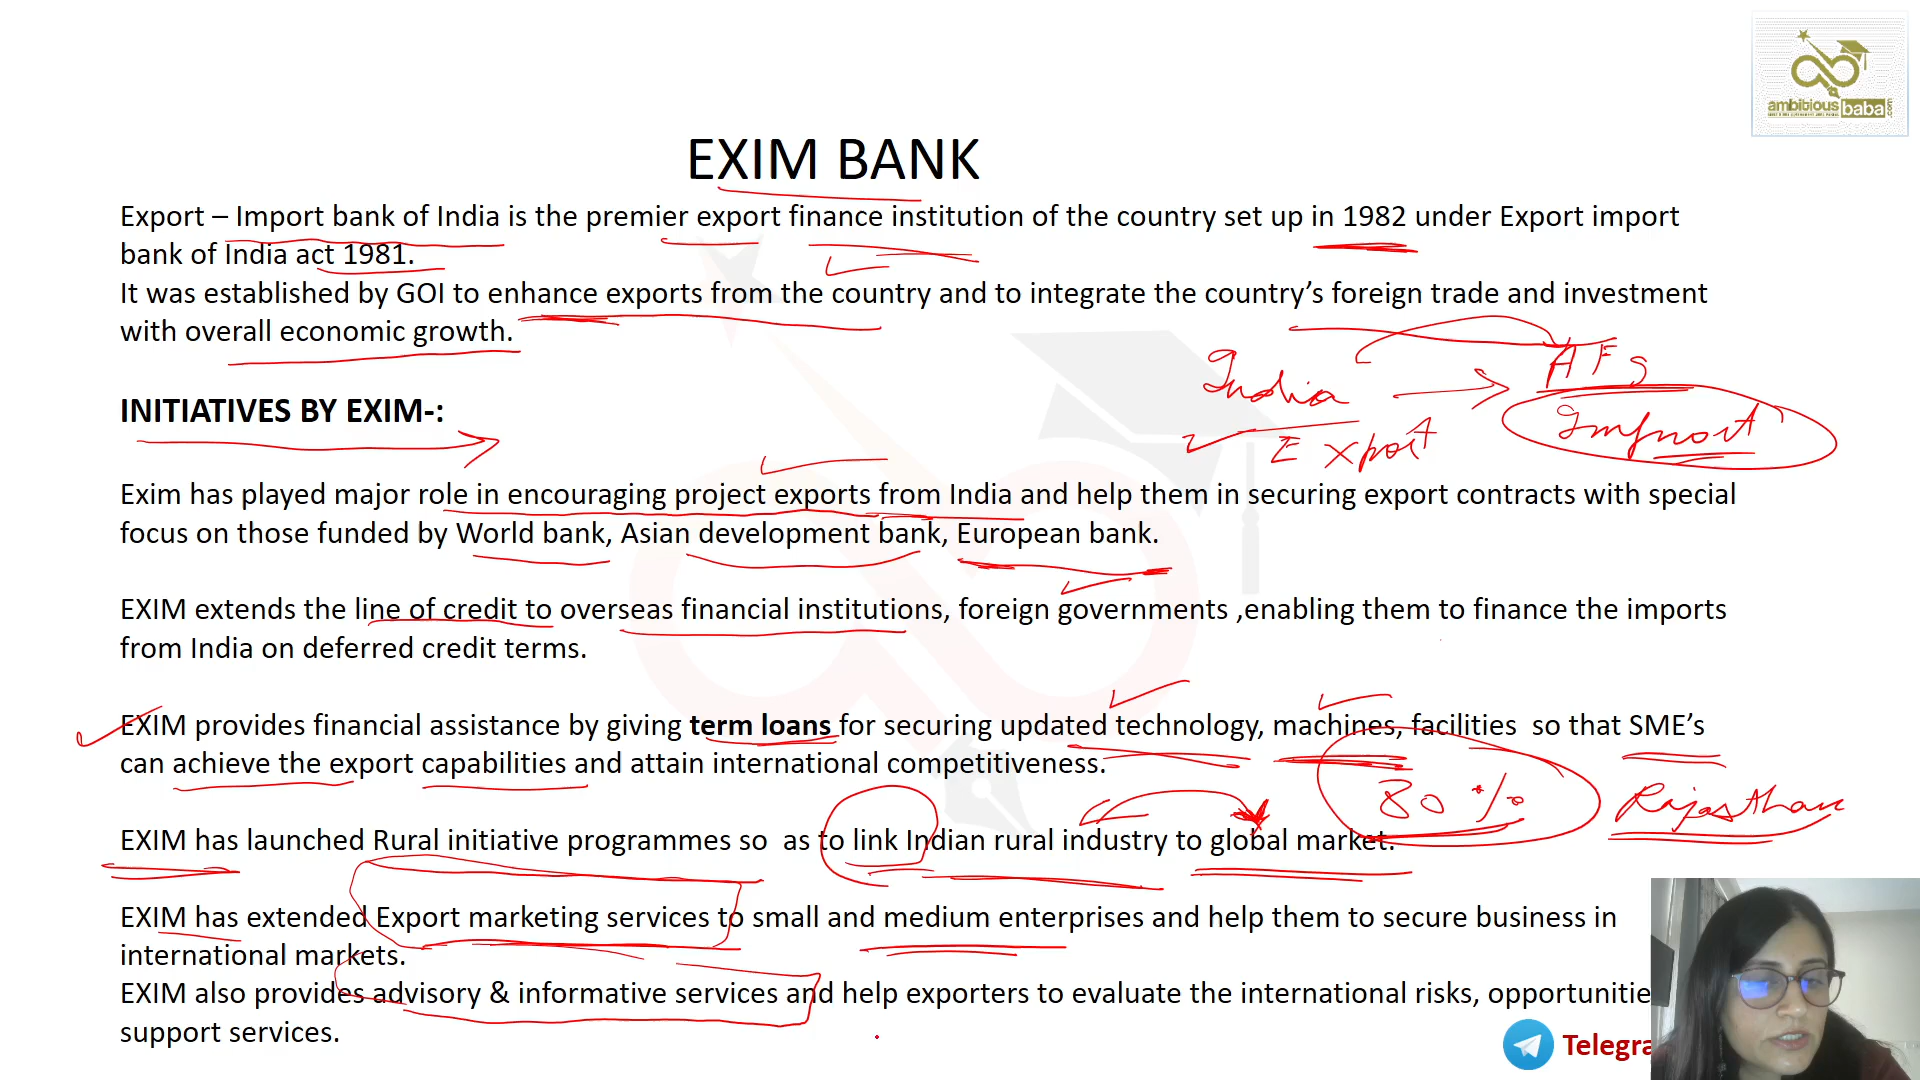 ambitious baba .com
EXIM BANK
Export – Import bank of India is the premier export finance institution of the country set up in 1982 under Export import
bank of India act 1981.
It was established by GOI to enhance exports from the country and to integrate the country’s foreign trade and investment
with overall economic growth.
AFG
India
Import
Export
INITIATIVES BY EXIM-:
Exim has played major role in encouraging project exports from India and help them in securing export contracts with special
focus on those funded by World bank, Asian development bank, European bank.
EXIM extends the line of credit to overseas financial institutions, foreign governments ,enabling them to finance the imports
from India on deferred credit terms.
EXIM provides financial assistance by giving term loans for securing updated technology, machines, facilities so that SME’s
can achieve the export capabilities and attain international competitiveness.
80 %
Rajasthan
EXIM has launched Rural initiative programmes so as to link Indian rural industry to global market.
EXIM has extended Export marketing services to small and medium enterprises and help them to secure business in
international markets.
EXIM also provides advisory & informative services and help exporters to evaluate the international risks, opportunitie
support services.
Telegra